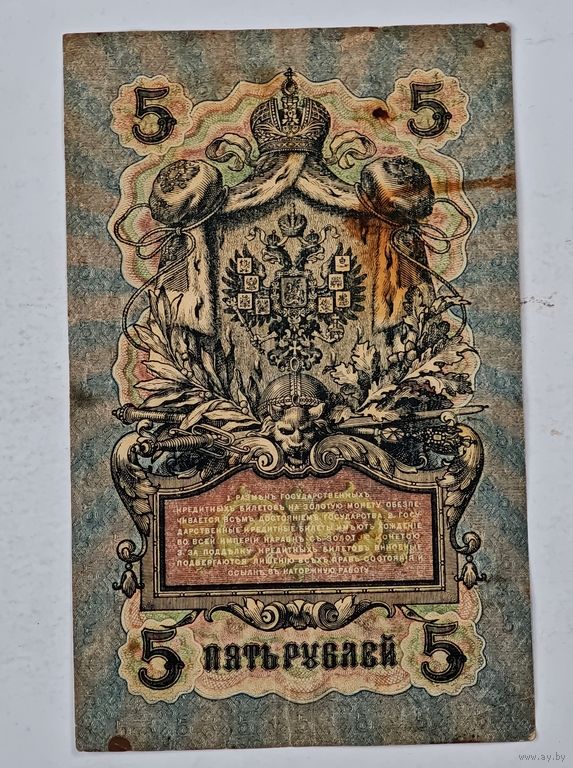 5 5
1. РАЗМѢНЪ ГОСУДАРСТВЕННЫХЪ
КРЕДИТНЫХЪ БИЛЕТОВЪ НА ЗОЛОТУЮ МОНЕТУ ОБЕЗПЕ-
ЧИВАЕТСЯ ВСѢМЪ ДОСТОЯНІЕМЪ ГОСУДАРСТВА. 2. ГОСУ-
ДАРСТВЕННЫЕ КРЕДИТНЫЕ БИЛЕТЫ ИМѢЮТЪ ХОЖДЕНІЕ
ВО ВСЕЙ ИМПЕРІИ НАРАВНѢ СЪ ЗОЛОТ МОНЕТОЮ
3. ЗА ПОДДѢЛКУ КРЕДИТНЫХЪ БИЛЕТОВЪ ВИНОВНЫЕ
ПОДВЕРГАЮТСЯ ЛИШЕНІЮ ВСѢХЪ ПРАВЪ СОСТОЯНІЯ И
ССЫЛКѢ ВЪ КАТОРЖНУЮ РАБОТУ.
5 ПЯТЬ РУБЛЕЙ 5
www.ay.by